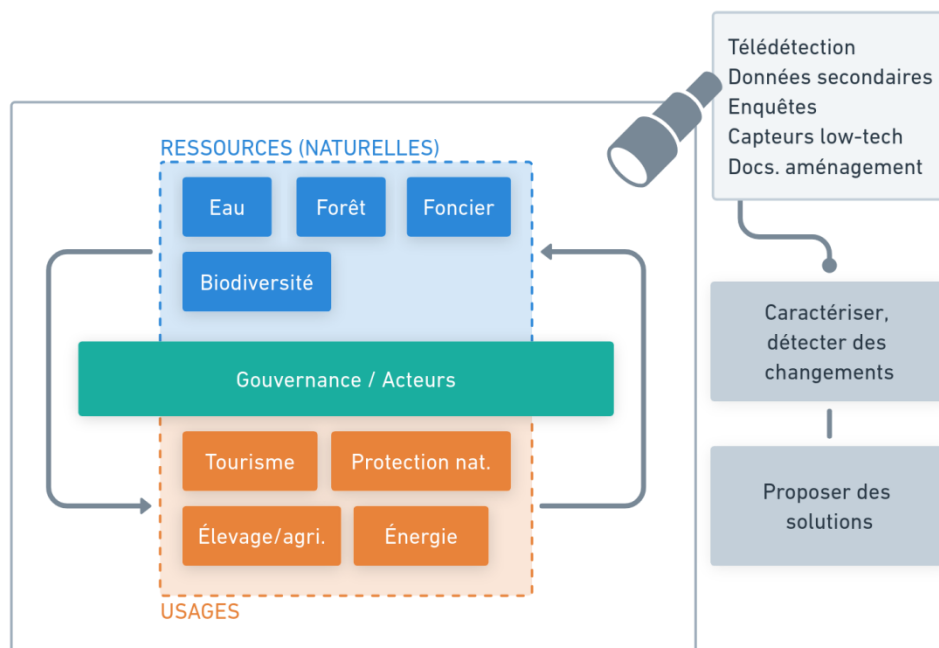 Télédétection
Données secondaires
Enquêtes
Capteurs low-tech
Docs. aménagement
RESSOURCES (NATURELLES)
Eau
Forêt
Foncier
Biodiversité
Gouvernance / Acteurs
Tourisme
Protection nat.
Élevage/agri.
Énergie
USAGES
Caractériser,
détecter des
changements
Proposer des
solutions